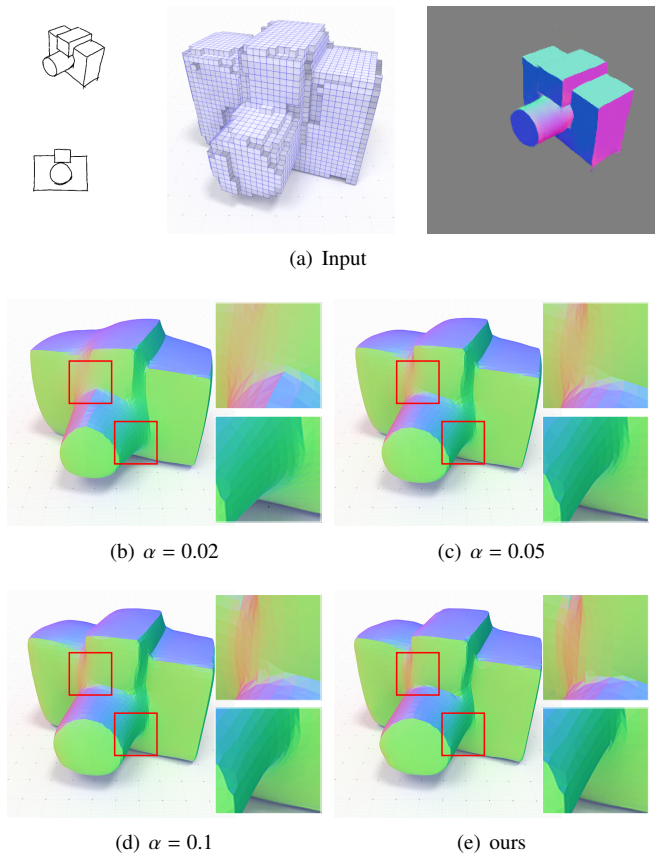 (a) Input
(b) α = 0.02
(c) α = 0.05
(d) α = 0.1
(e) ours